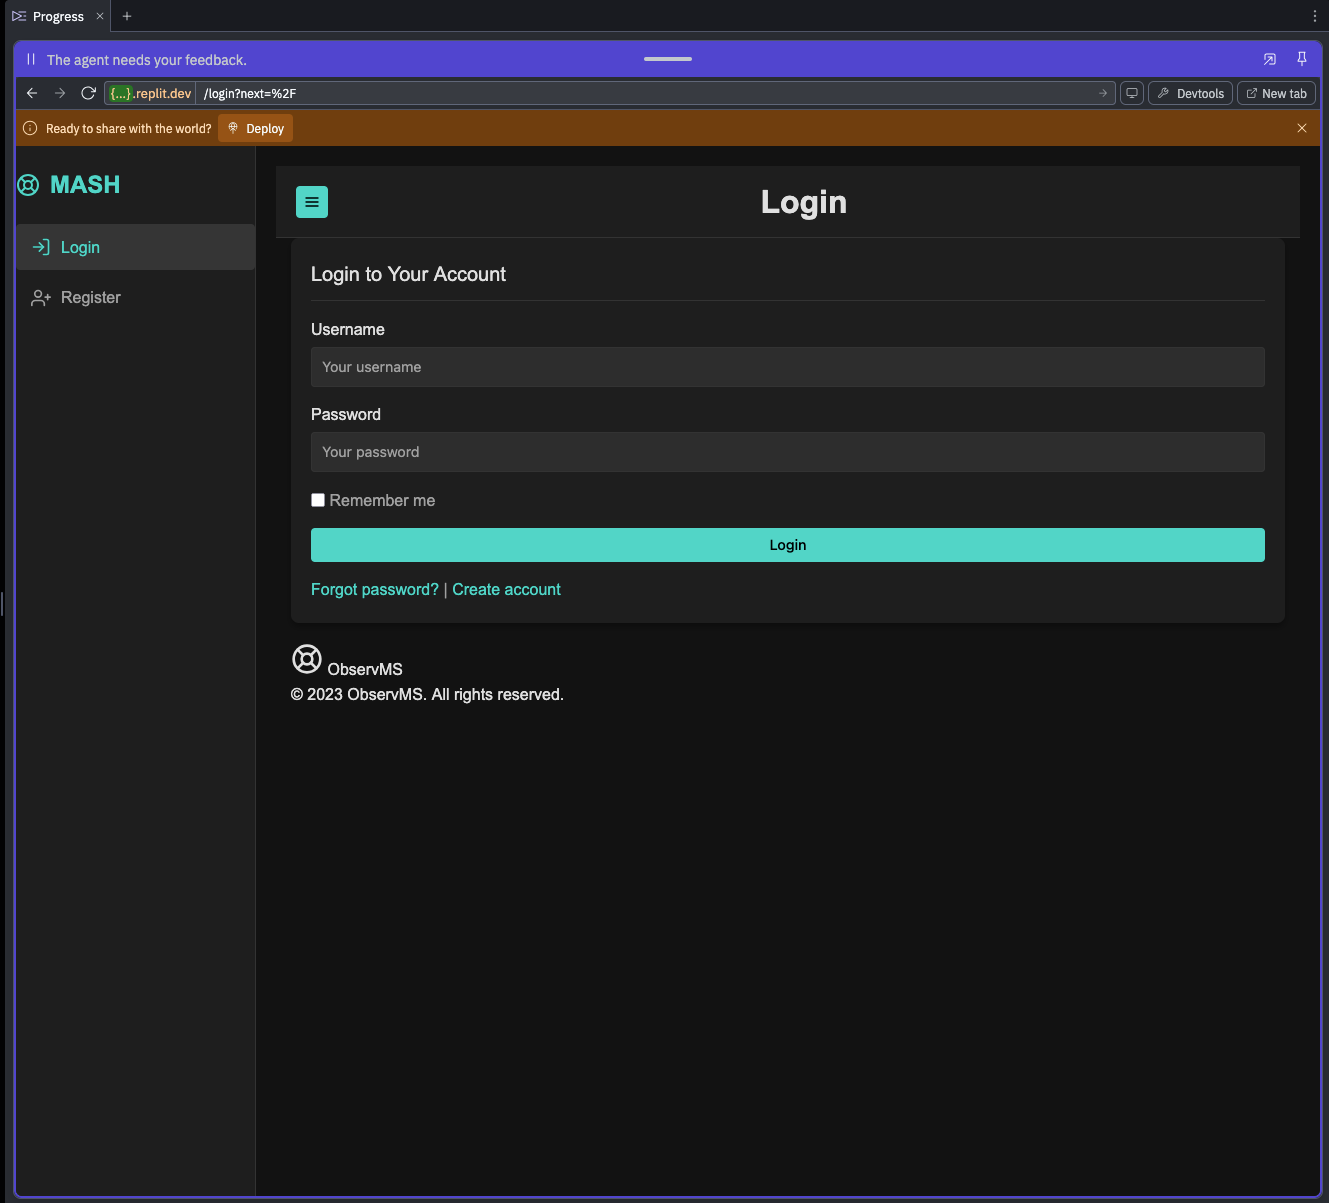 Progress
The agent needs your feedback.
{...}.replit.dev /login?next=%2F Devtools New tab
Ready to share with the world? Deploy
MASH
Login
Register
Login
Login to Your Account
Username
Your username
Password
Your password
Remember me
Login
Forgot password? | Create account
ObservMS
© 2023 ObservMS. All rights reserved.